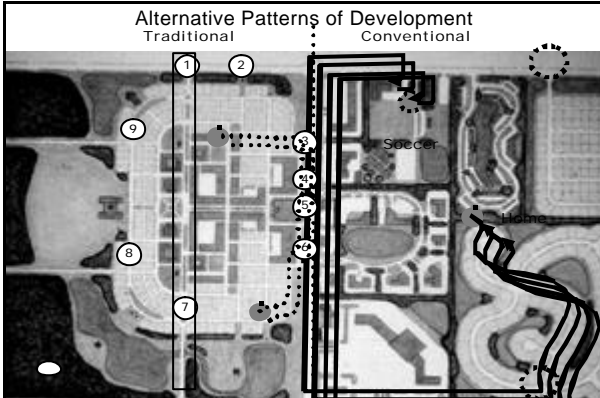 Alternative Patterns of Development
Traditional Conventional
1 2
9
3
Soccer
4
5
Home
6
8
7